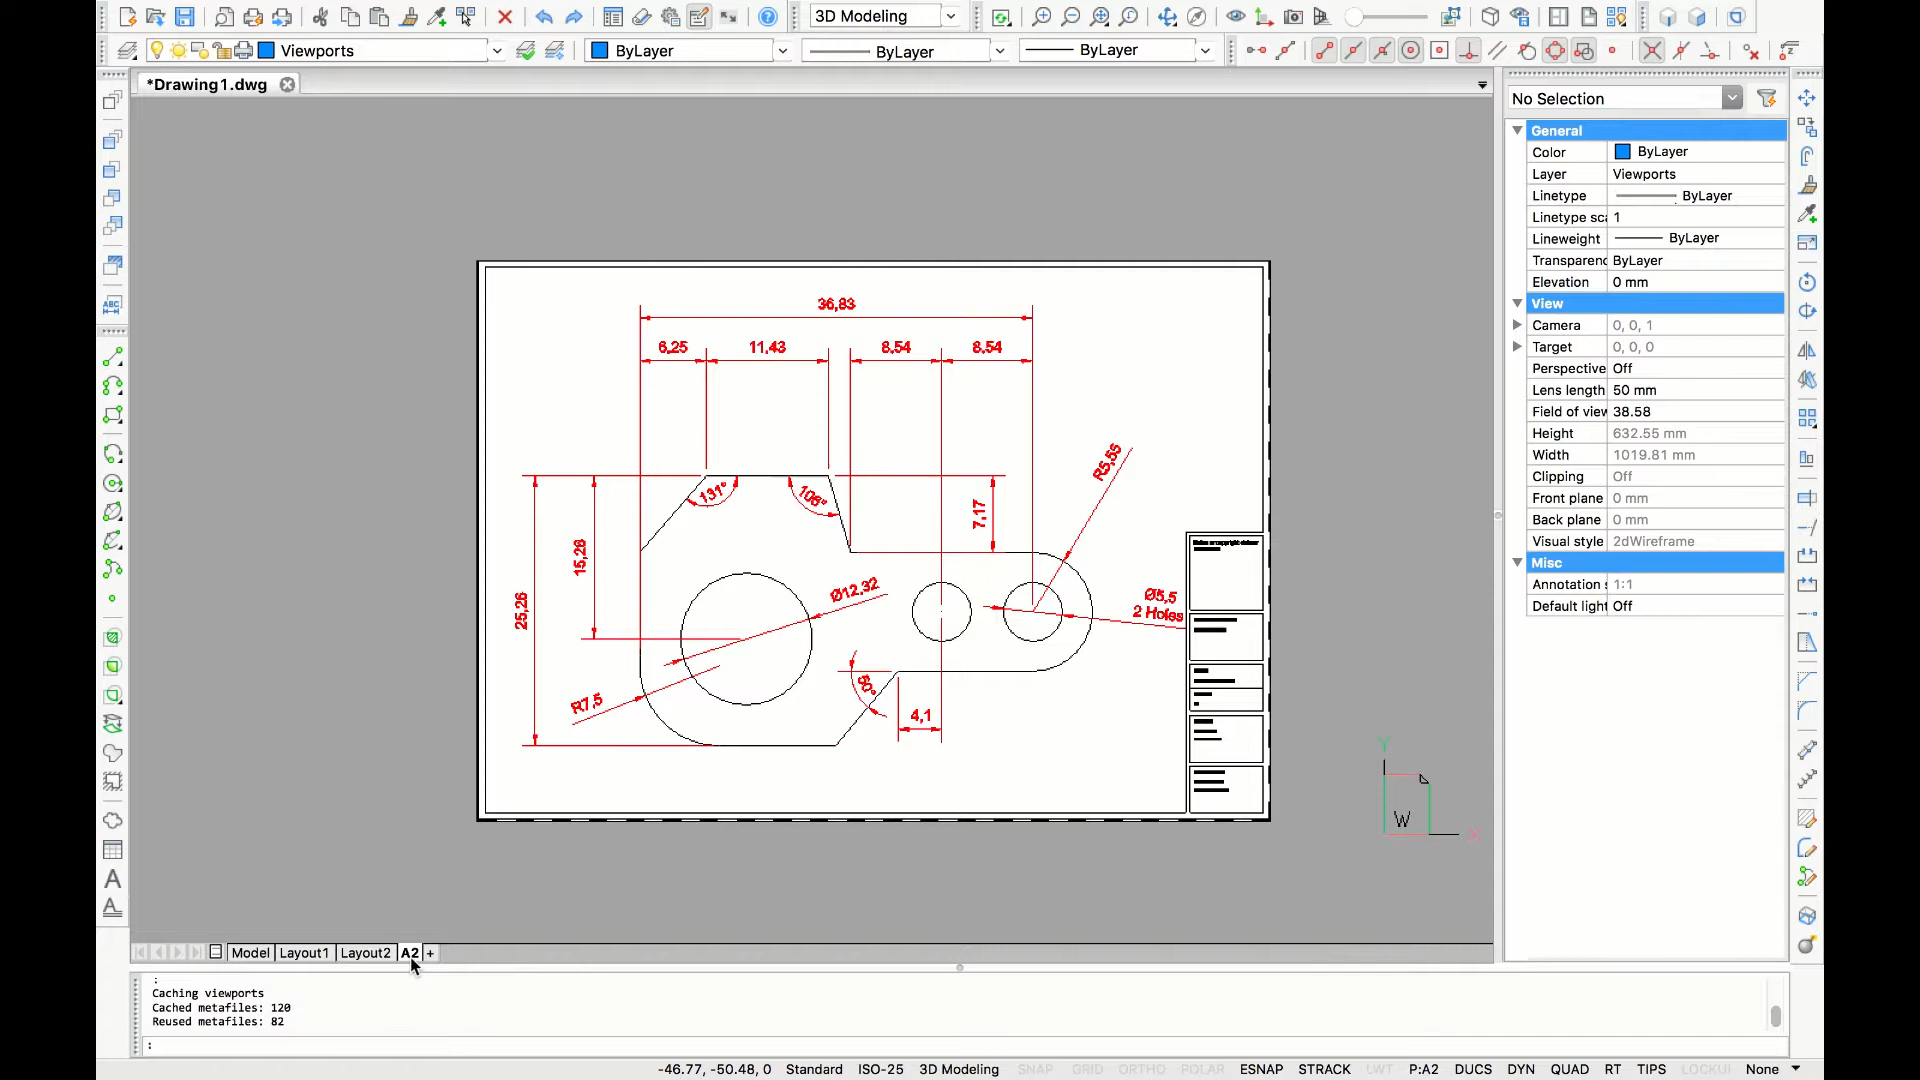 3D Modeling
Viewports
ByLayer
ByLayer
ByLayer
*Drawing1.dwg
No Selection
General
Color ByLayer
Layer Viewports
Linetype ByLayer
Linetype sca 1
Lineweight ByLayer
Transparenc ByLayer
Elevation 0 mm
View
Camera 0, 0, 1
Target 0, 0, 0
Perspective Off
Lens length 50 mm
Field of view 38.58
Height 632.55 mm
Width 1019.81 mm
Clipping Off
Front plane 0 mm
Back plane 0 mm
Visual style 2dWireframe
Misc
Annotation s 1:1
Default light Off
ABC
A
A
36,83
6,25 11,43 8,54 8,54
R5,55
131° 106°
7,17
15,26
25,26
Ø12,32
Ø5,5
2 Holes
R7,5
50°
4,1
Y
W
X
Model Layout1 Layout2 A2 +
:
Caching viewports
Cached metafiles: 120
Reused metafiles: 82
:
-46.77, -50.48, 0 Standard ISO-25 3D Modeling SNAP GRID ORTHO POLAR ESNAP STRACK LWT P:A2 DUCS DYN QUAD RT TIPS LOCKUI None